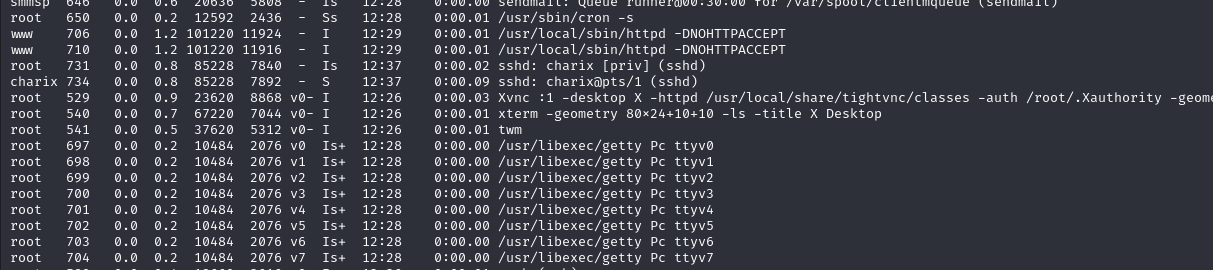 smmsp 646 0.0 0.6 20636 5808 - Is 12:28 0:00.00 sendmail: Queue runner@00:30:00 for /var/spool/clientmqueue (sendmail)
root 650 0.0 0.2 12592 2436 - Ss 12:28 0:00.01 /usr/sbin/cron -s
www 706 0.0 1.2 101220 11924 - I 12:29 0:00.01 /usr/local/sbin/httpd -DNOHTTPACCEPT
www 710 0.0 1.2 101220 11916 - I 12:29 0:00.01 /usr/local/sbin/httpd -DNOHTTPACCEPT
root 731 0.0 0.8 85228 7840 - Is 12:37 0:00.02 sshd: charix [priv] (sshd)
charix 734 0.0 0.8 85228 7892 - S 12:37 0:00.09 sshd: charix@pts/1 (sshd)
root 529 0.0 0.9 23620 8868 v0- I 12:26 0:00.03 Xvnc :1 -desktop X -httpd /usr/local/share/tightvnc/classes -auth /root/.Xauthority -geome
root 540 0.0 0.7 67220 7044 v0- I 12:26 0:00.01 xterm -geometry 80×24+10+10 -ls -title X Desktop
root 541 0.0 0.5 37620 5312 v0- I 12:26 0:00.01 twm
root 697 0.0 0.2 10484 2076 v0 Is+ 12:28 0:00.00 /usr/libexec/getty Pc ttyv0
root 698 0.0 0.2 10484 2076 v1 Is+ 12:28 0:00.00 /usr/libexec/getty Pc ttyv1
root 699 0.0 0.2 10484 2076 v2 Is+ 12:28 0:00.00 /usr/libexec/getty Pc ttyv2
root 700 0.0 0.2 10484 2076 v3 Is+ 12:28 0:00.00 /usr/libexec/getty Pc ttyv3
root 701 0.0 0.2 10484 2076 v4 Is+ 12:28 0:00.00 /usr/libexec/getty Pc ttyv4
root 702 0.0 0.2 10484 2076 v5 Is+ 12:28 0:00.00 /usr/libexec/getty Pc ttyv5
root 703 0.0 0.2 10484 2076 v6 Is+ 12:28 0:00.00 /usr/libexec/getty Pc ttyv6
root 704 0.0 0.2 10484 2076 v7 Is+ 12:28 0:00.00 /usr/libexec/getty Pc ttyv7